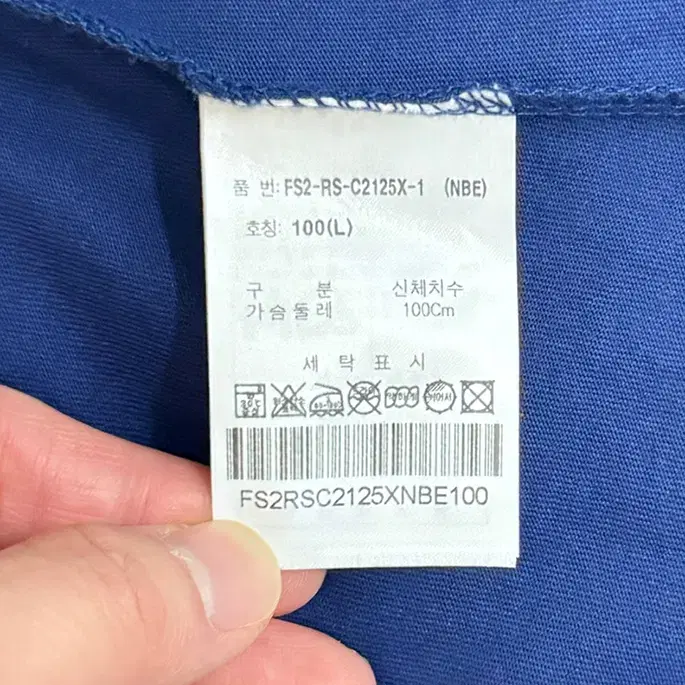 품 번: FS2-RS-C2125X-1 (NBE)
호칭: 100(L)
구 분 신체치수
가슴둘레 100Cm
세 탁 표 시
FS2RSC2125XNBE100